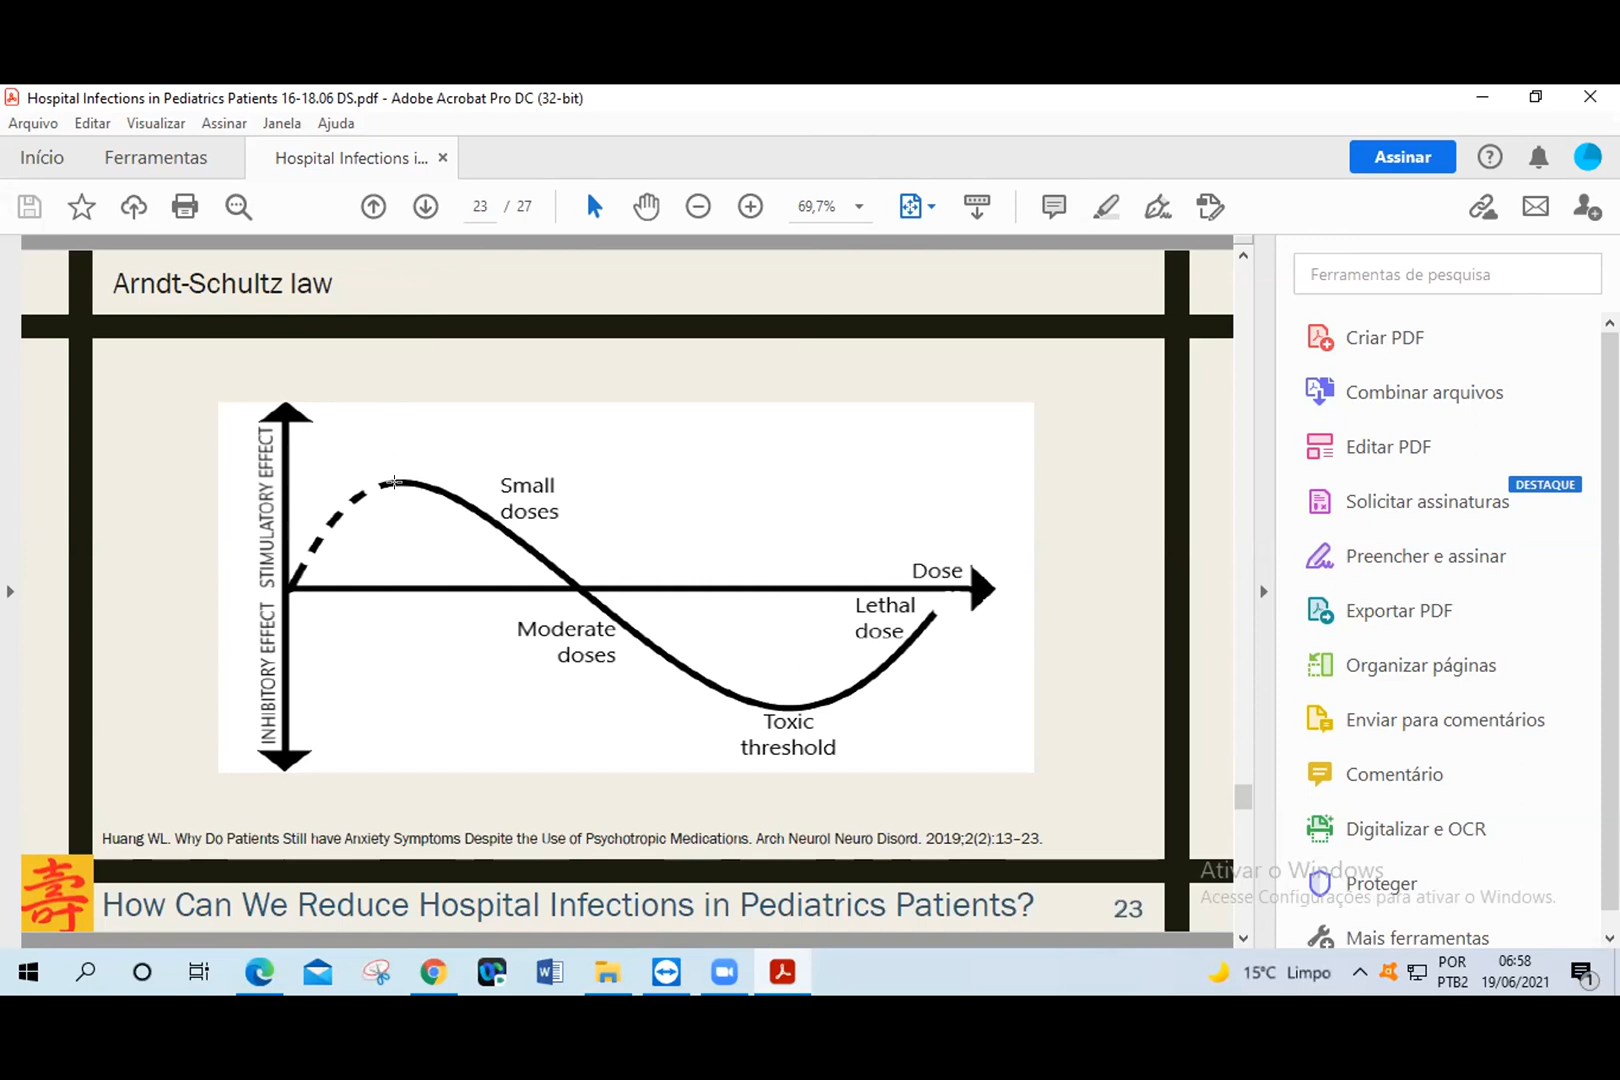 Hospital Infections in Pediatrics Patients 16-18.06 DS.pdf - Adobe Acrobat Pro DC (32-bit)
Arquivo Editar Visualizar Assinar Janela Ajuda
Início Ferramentas Hospital Infections i... Assinar
23 / 27 69,7%
Arndt-Schultz law
STIMULATORY EFFECT
INHIBITORY EFFECT
Small
doses
Dose
Lethal
dose
Moderate
doses
Toxic
threshold
Huang WL. Why Do Patients Still have Anxiety Symptoms Despite the Use of Psychotropic Medications. Arch Neurol Neuro Disord. 2019;2(2):13–23.
壽
How Can We Reduce Hospital Infections in Pediatrics Patients? 23
Ferramentas de pesquisa
Criar PDF
Combinar arquivos
Editar PDF
DESTAQUE
Solicitar assinaturas
Preencher e assinar
Exportar PDF
Organizar páginas
Enviar para comentários
Comentário
Digitalizar e OCR
Proteger
Mais ferramentas
Ativar o Windows
Acesse Configurações para ativar o Windows.
15°C Limpo
POR
PTB2
06:58
19/06/2021
1